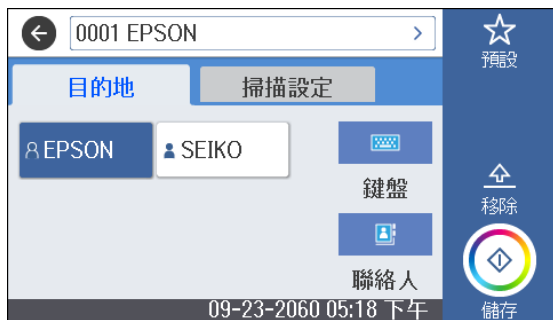 0001 EPSON
預設
目的地
掃描設定
EPSON
SEIKO
鍵盤
移除
聯絡人
儲存
09-23-2060 05:18 下午